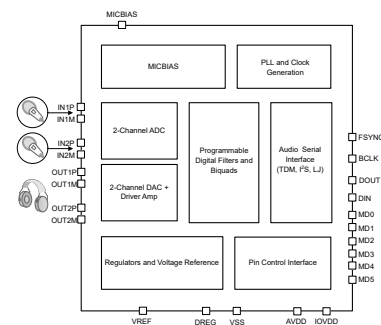 MICBIAS
MICBIAS
PLL and Clock
Generation
IN1P
IN1M
IN2P
IN2M
OUT1P
OUT1M
OUT2P
OUT2M
2-Channel ADC
2-Channel DAC +
Driver Amp
Programmable
Digital Filters and
Biquads
Audio Serial
Interface
(TDM, I²S, LJ)
FSYNC
BCLK
DOUT
DIN
MD0
MD1
MD2
MD3
MD4
MD5
Regulators and Voltage Reference
Pin Control Interface
VREF
DREG
VSS
AVDD
IOVDD